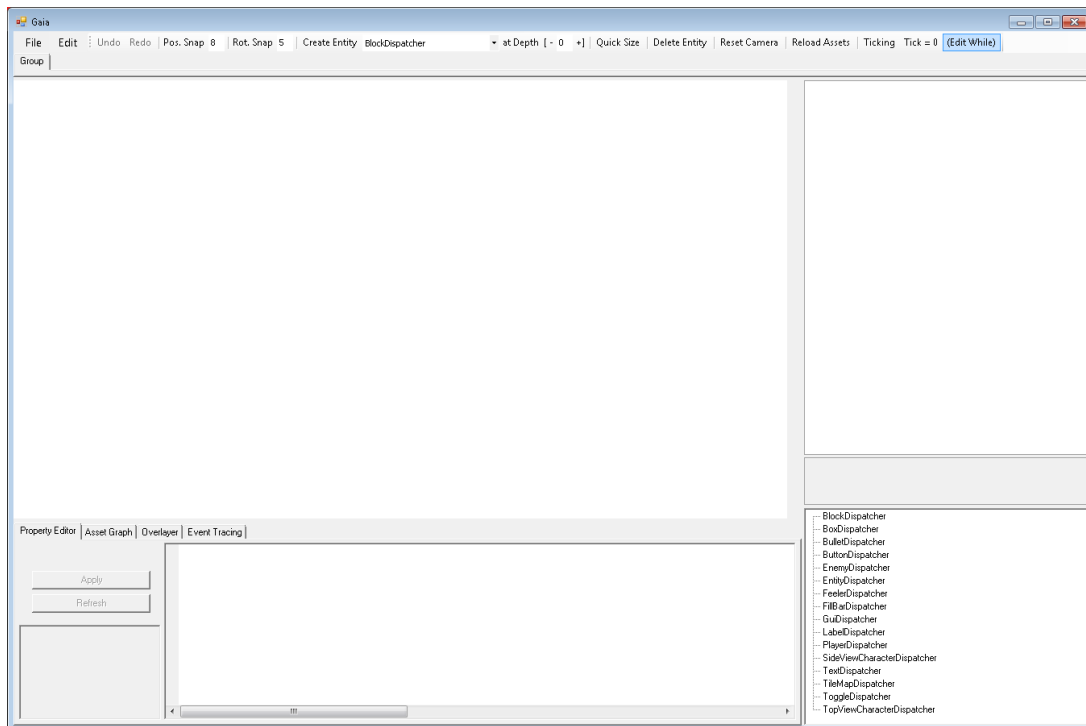 Gaia
File Edit Undo Redo Pos. Snap 8 Rot. Snap 5 Create Entity BlockDispatcher at Depth [ - 0 +] Quick Size Delete Entity Reset Camera Reload Assets Ticking Tick = 0 (Edit While)
Group
Property Editor Asset Graph Overlayer Event Tracing
Apply
Refresh
BlockDispatcher
BoxDispatcher
BulletDispatcher
ButtonDispatcher
EnemyDispatcher
EntityDispatcher
FeelerDispatcher
FillBarDispatcher
GuiDispatcher
LabelDispatcher
PlayerDispatcher
SideViewCharacterDispatcher
TextDispatcher
TileMapDispatcher
ToggleDispatcher
TopViewCharacterDispatcher